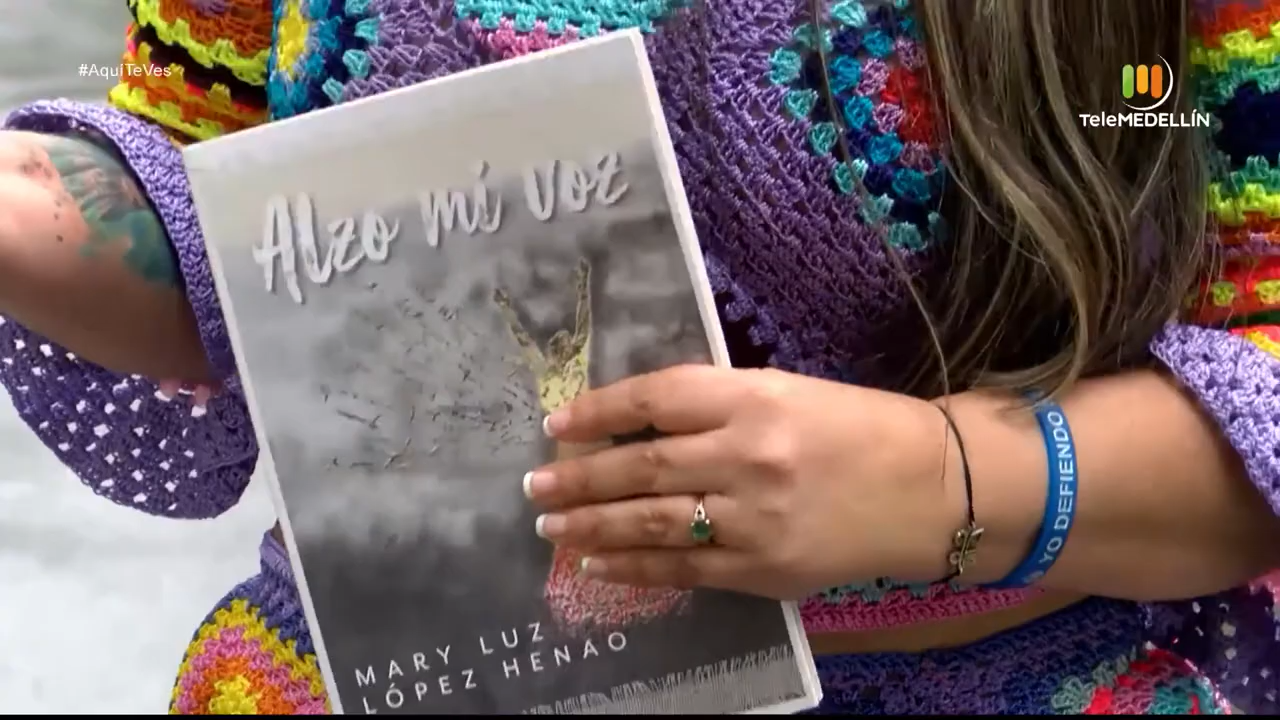 #AquíTeVes
TeleMEDELLÍN
Alzo mi voz
YO DEFIENDO
MARY LUZ
LÓPEZ HENAO